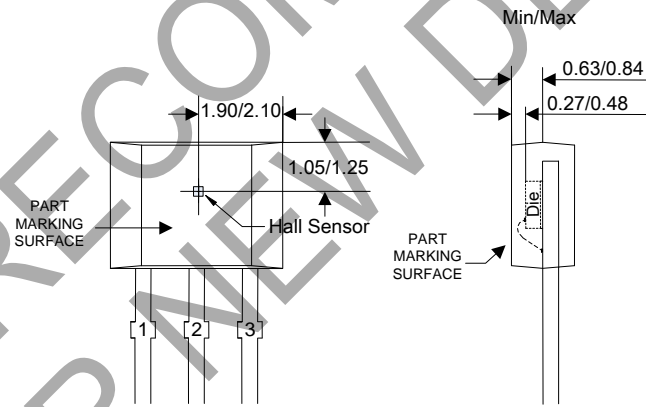 Min/Max
0.63/0.84
0.27/0.48
1.90/2.10
1.05/1.25
PART
MARKING
SURFACE
Hall Sensor
Die
PART
MARKING
SURFACE
1 2 3